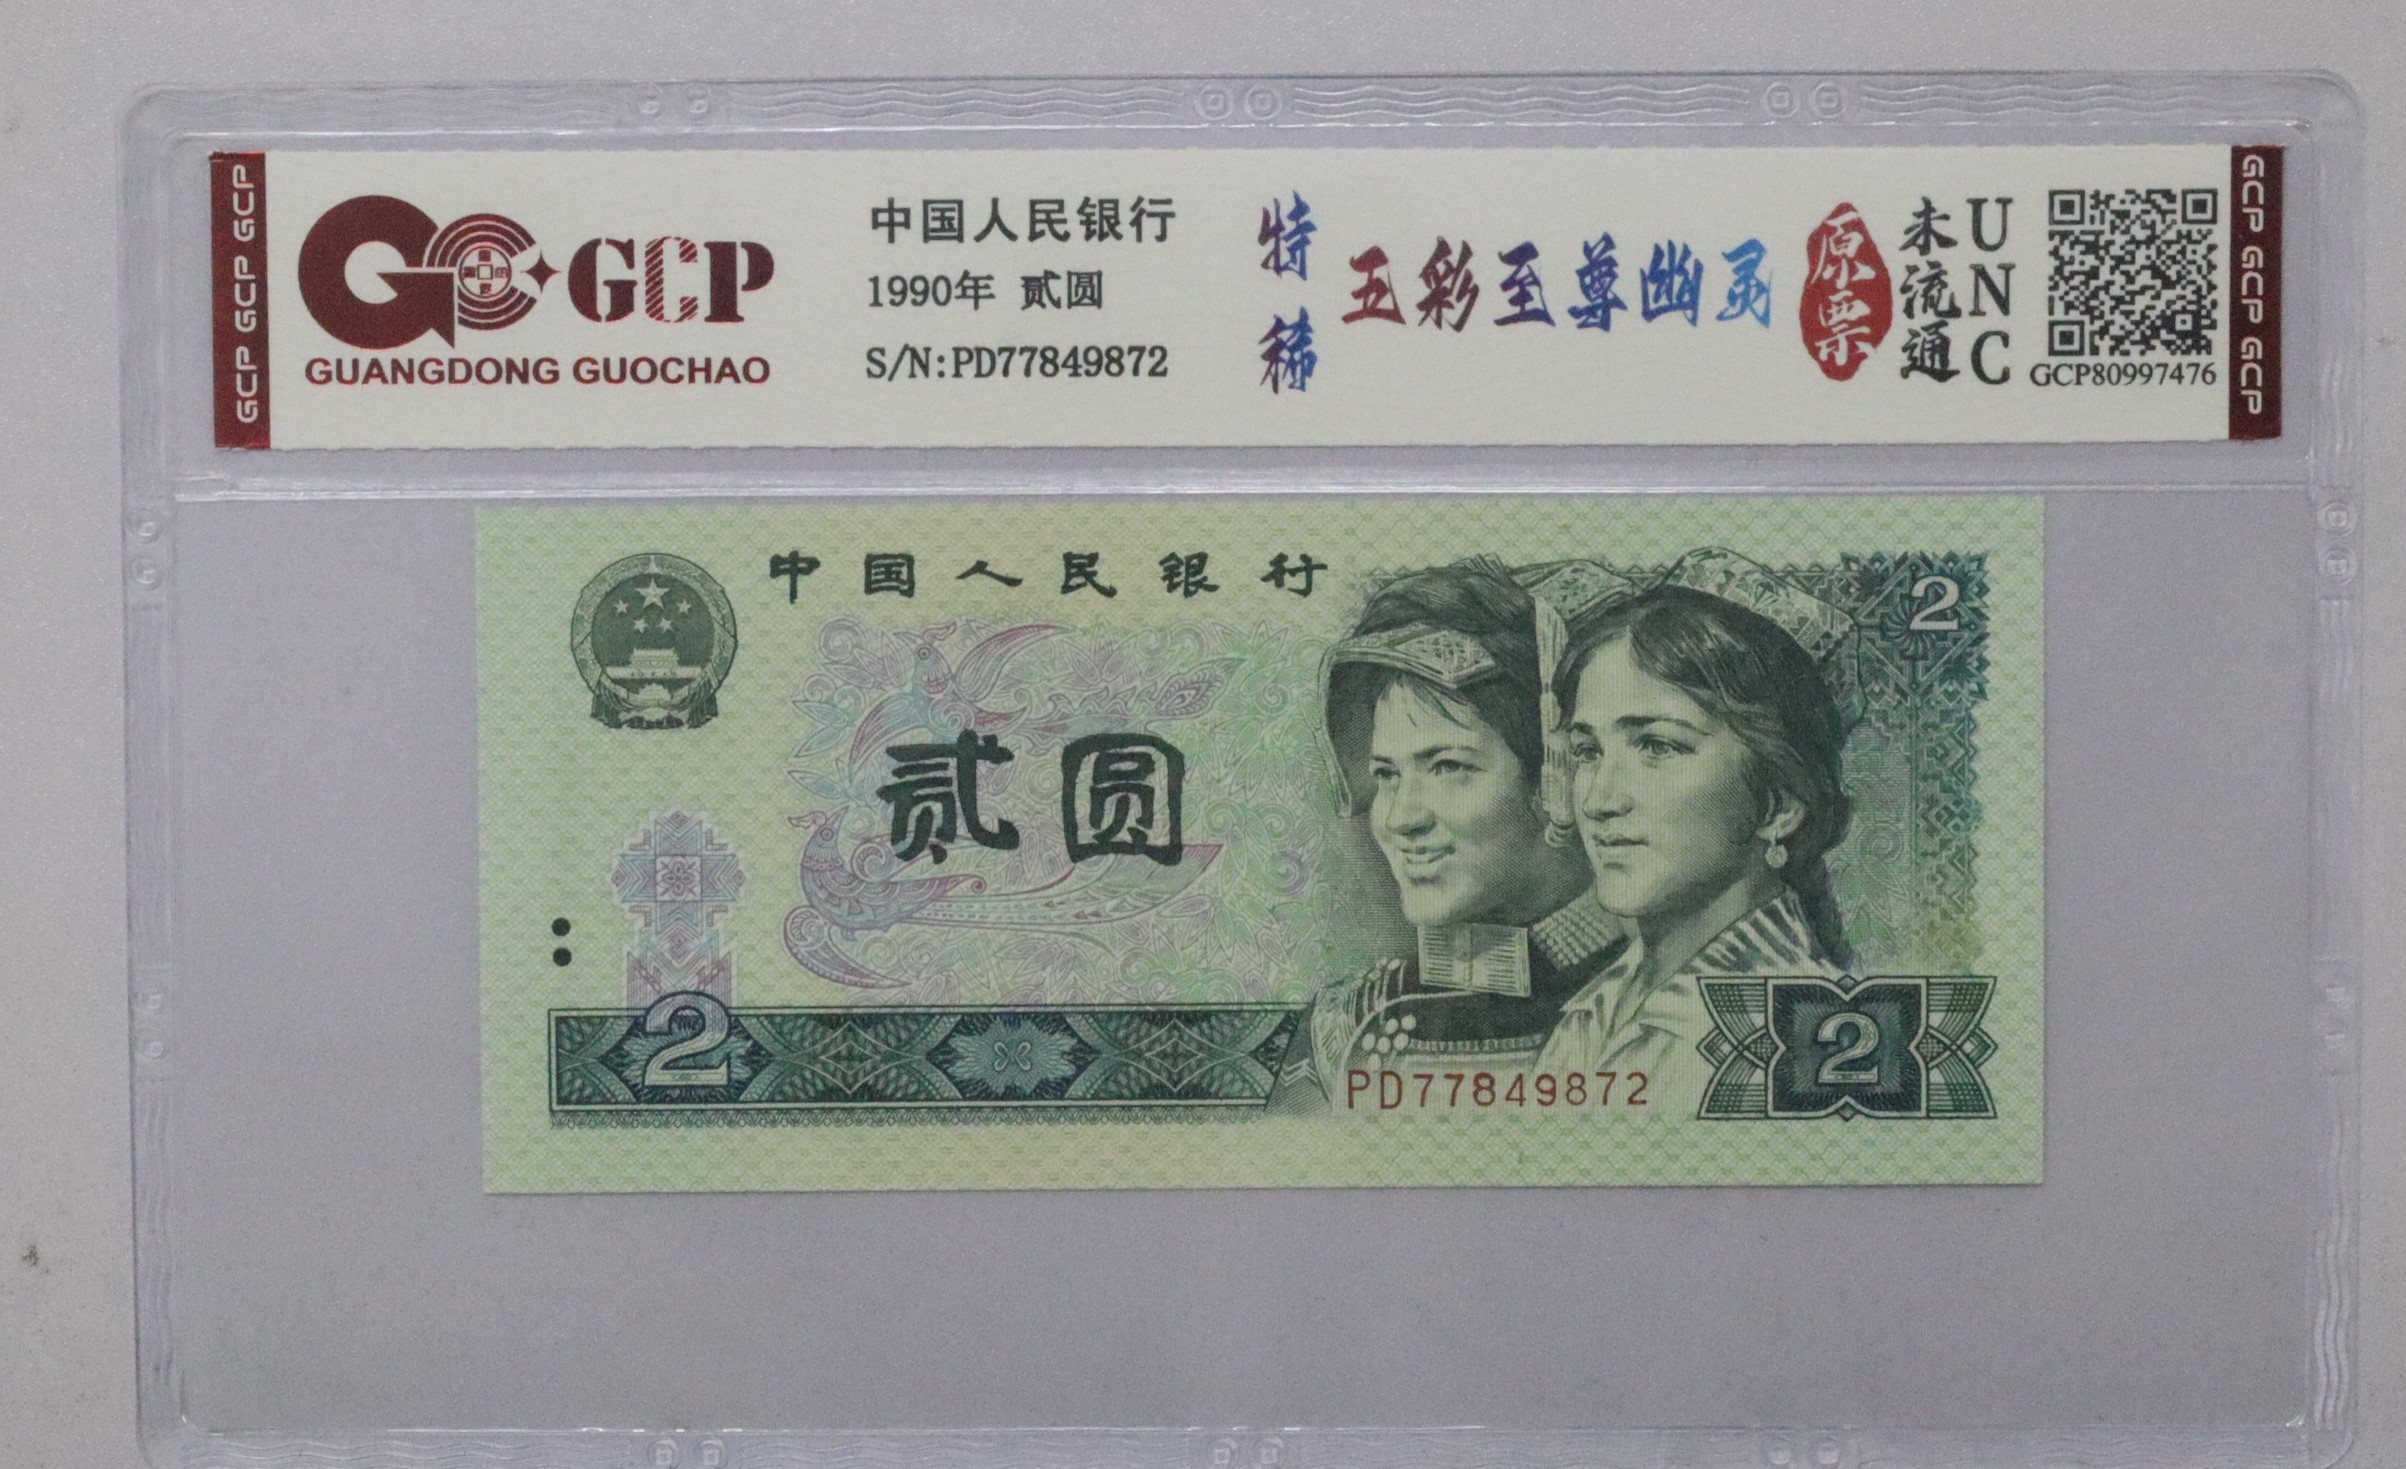 GCP GCP GCP
GCP
GUANGDONG GUOCHAO
中国人民银行
1990年 贰圆
S/N:PD77849872
特稀
五彩至尊幽灵
原票
未流通
UNC
GCP80997476
GCP GCP GCP
中国人民银行
2
贰圆
2
PD77849872
2